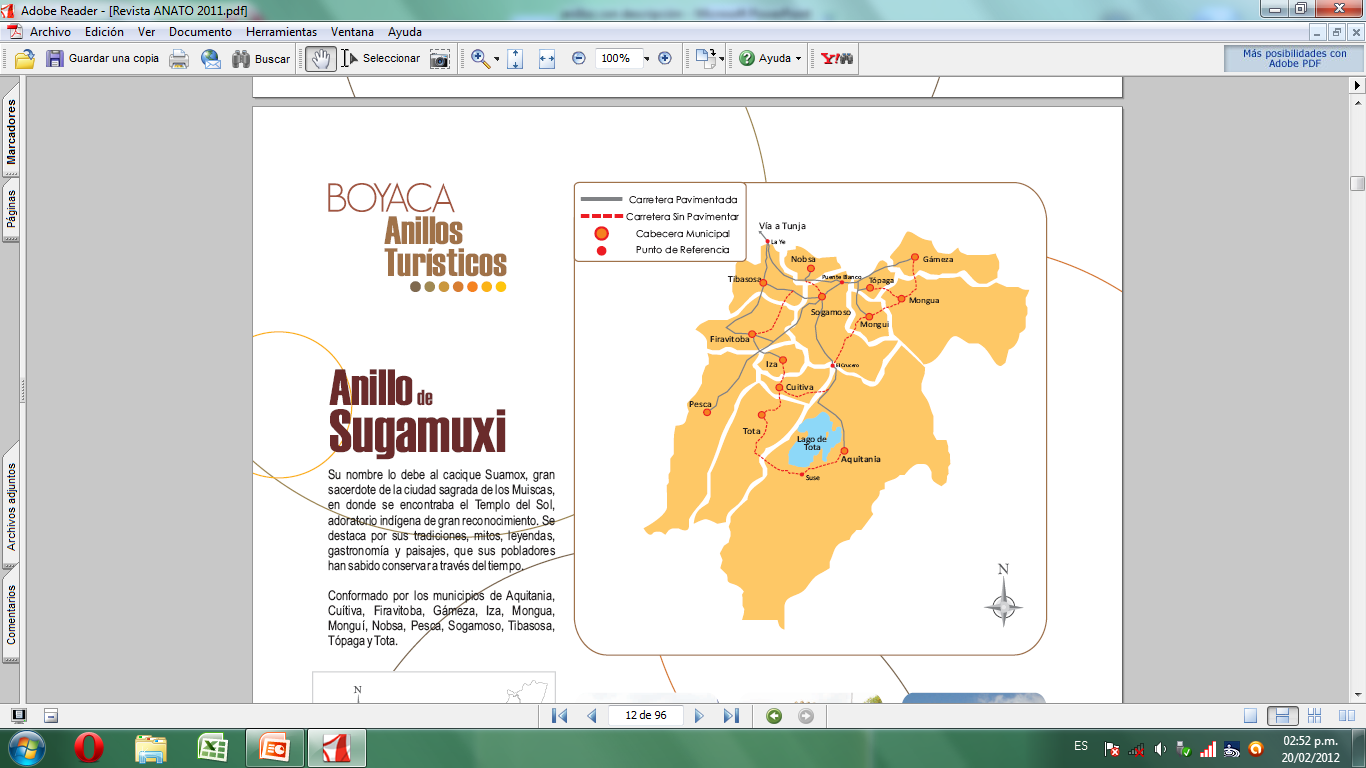 Adobe Reader - [Revista ANATO 2011.pdf]
Archivo Edición Ver Documento Herramientas Ventana Ayuda
Guardar una copia
Buscar
Seleccionar
100%
Ayuda
Más posibilidades con
Adobe PDF
Marcadores
Páginas
Archivos adjuntos
Comentarios
BOYACA
Anillos
Turísticos
Anillo de
Sugamuxi
Su nombre lo debe al cacique Suamox, gran
sacerdote de la ciudad sagrada de los Muiscas,
en donde se encontraba el Templo del Sol,
adoratorio indígena de gran reconocimiento. Se
destaca por sus tradiciones, mitos, leyendas,
gastronomía y paisajes, que sus pobladores
han sabido conservar a través del tiempo.
Conformado por los municipios de Aquitania,
Cuítiva, Firavitoba, Gámeza, Iza, Mongua,
Monguí, Nobsa, Pesca, Sogamoso, Tibasosa,
Tópaga y Tota.
Carretera Pavimentada
Carretera Sin Pavimentar
Cabecera Municipal
Punto de Referencia
Vía a Tunja
La Ye
Nobsa
Gámeza
Tibasosa
Puente Blanco
Tópaga
Mongua
Sogamoso
Mongui
Firavitoba
Iza
El Crucero
Cuitiva
Pesca
Tota
Lago de
Tota
Aquitania
Suse
N
N
12 de 96
ES
02:52 p.m.
20/02/2012